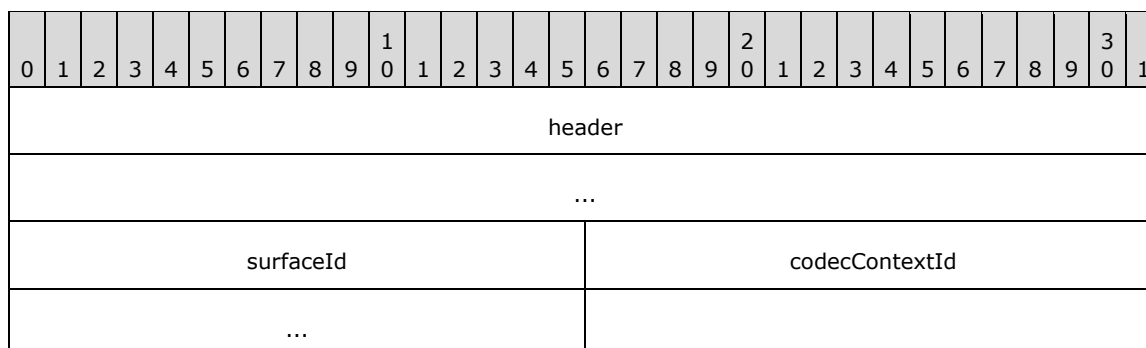 1 2 3
0 1 2 3 4 5 6 7 8 9 0 1 2 3 4 5 6 7 8 9 0 1 2 3 4 5 6 7 8 9 0 1
header
...
surfaceId codecContextId
...